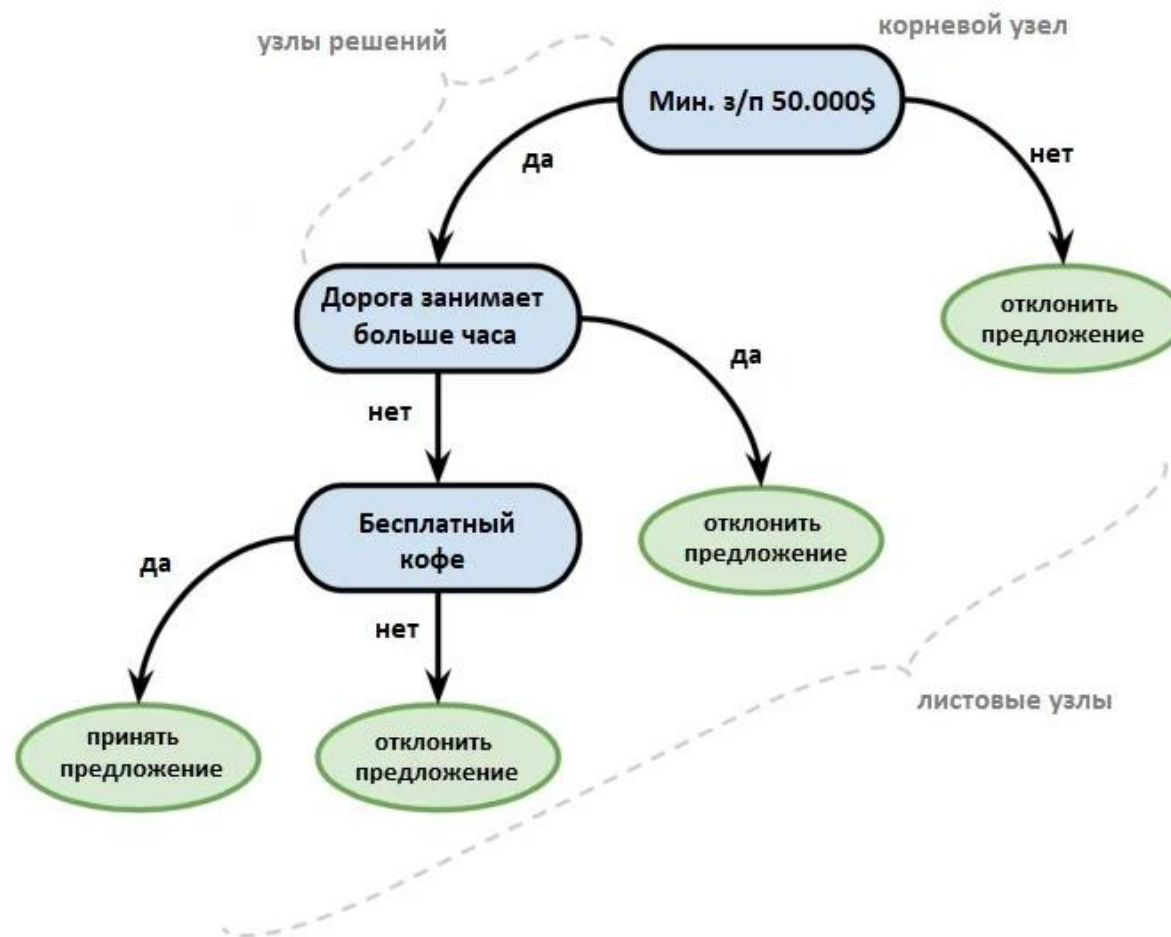 узлы решений
корневой узел
Мин. з/п 50.000$
да
нет
Дорога занимает
больше часа
отклонить
предложение
да
нет
Бесплатный
кофе
отклонить
предложение
да
нет
листовые узлы
принять
предложение
отклонить
предложение